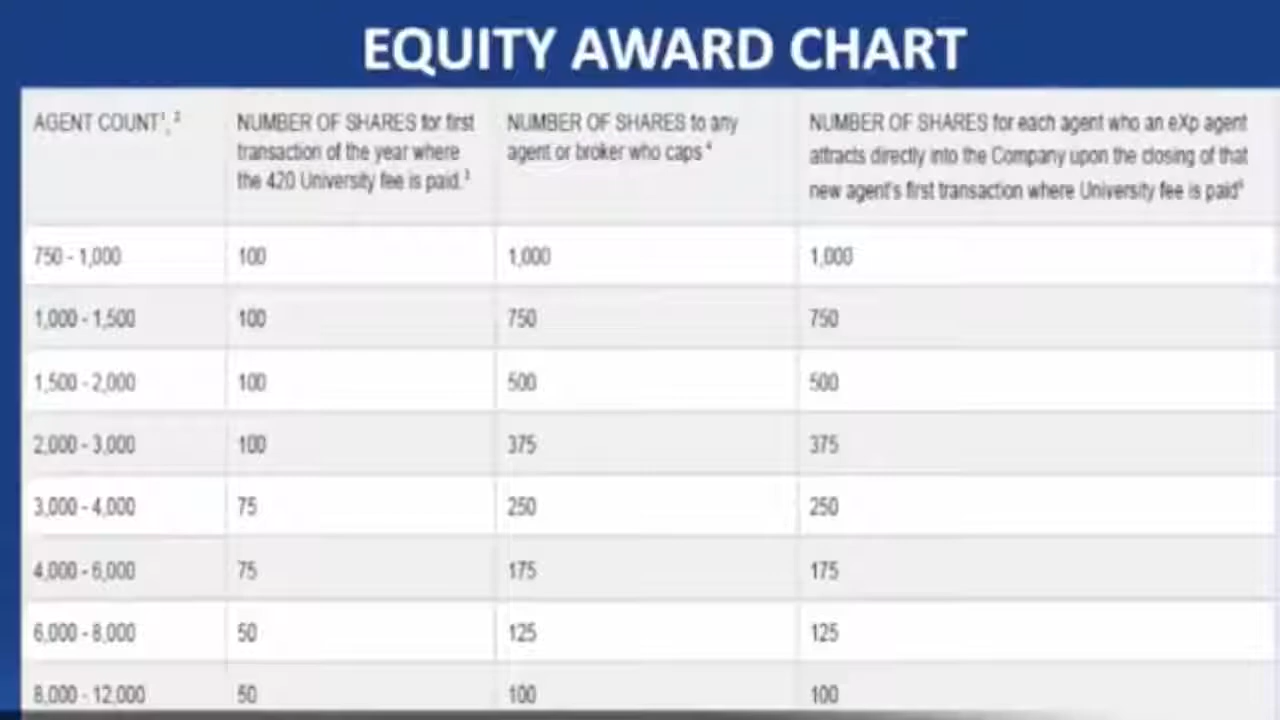 EQUITY AWARD CHART
AGENT COUNT¹, ²
NUMBER OF SHARES for first
transaction of the year where
the 420 University fee is paid.³
NUMBER OF SHARES to any
agent or broker who caps ⁴
NUMBER OF SHARES for each agent who an eXp agent
attracts directly into the Company upon the closing of that
new agent's first transaction where University fee is paid⁵
750 - 1,000 100 1,000 1,000
1,000 - 1,500 100 750 750
1,500 - 2,000 100 500 500
2,000 - 3,000 100 375 375
3,000 - 4,000 75 250 250
4,000 - 6,000 75 175 175
6,000 - 8,000 50 125 125
8,000 - 12,000 50 100 100